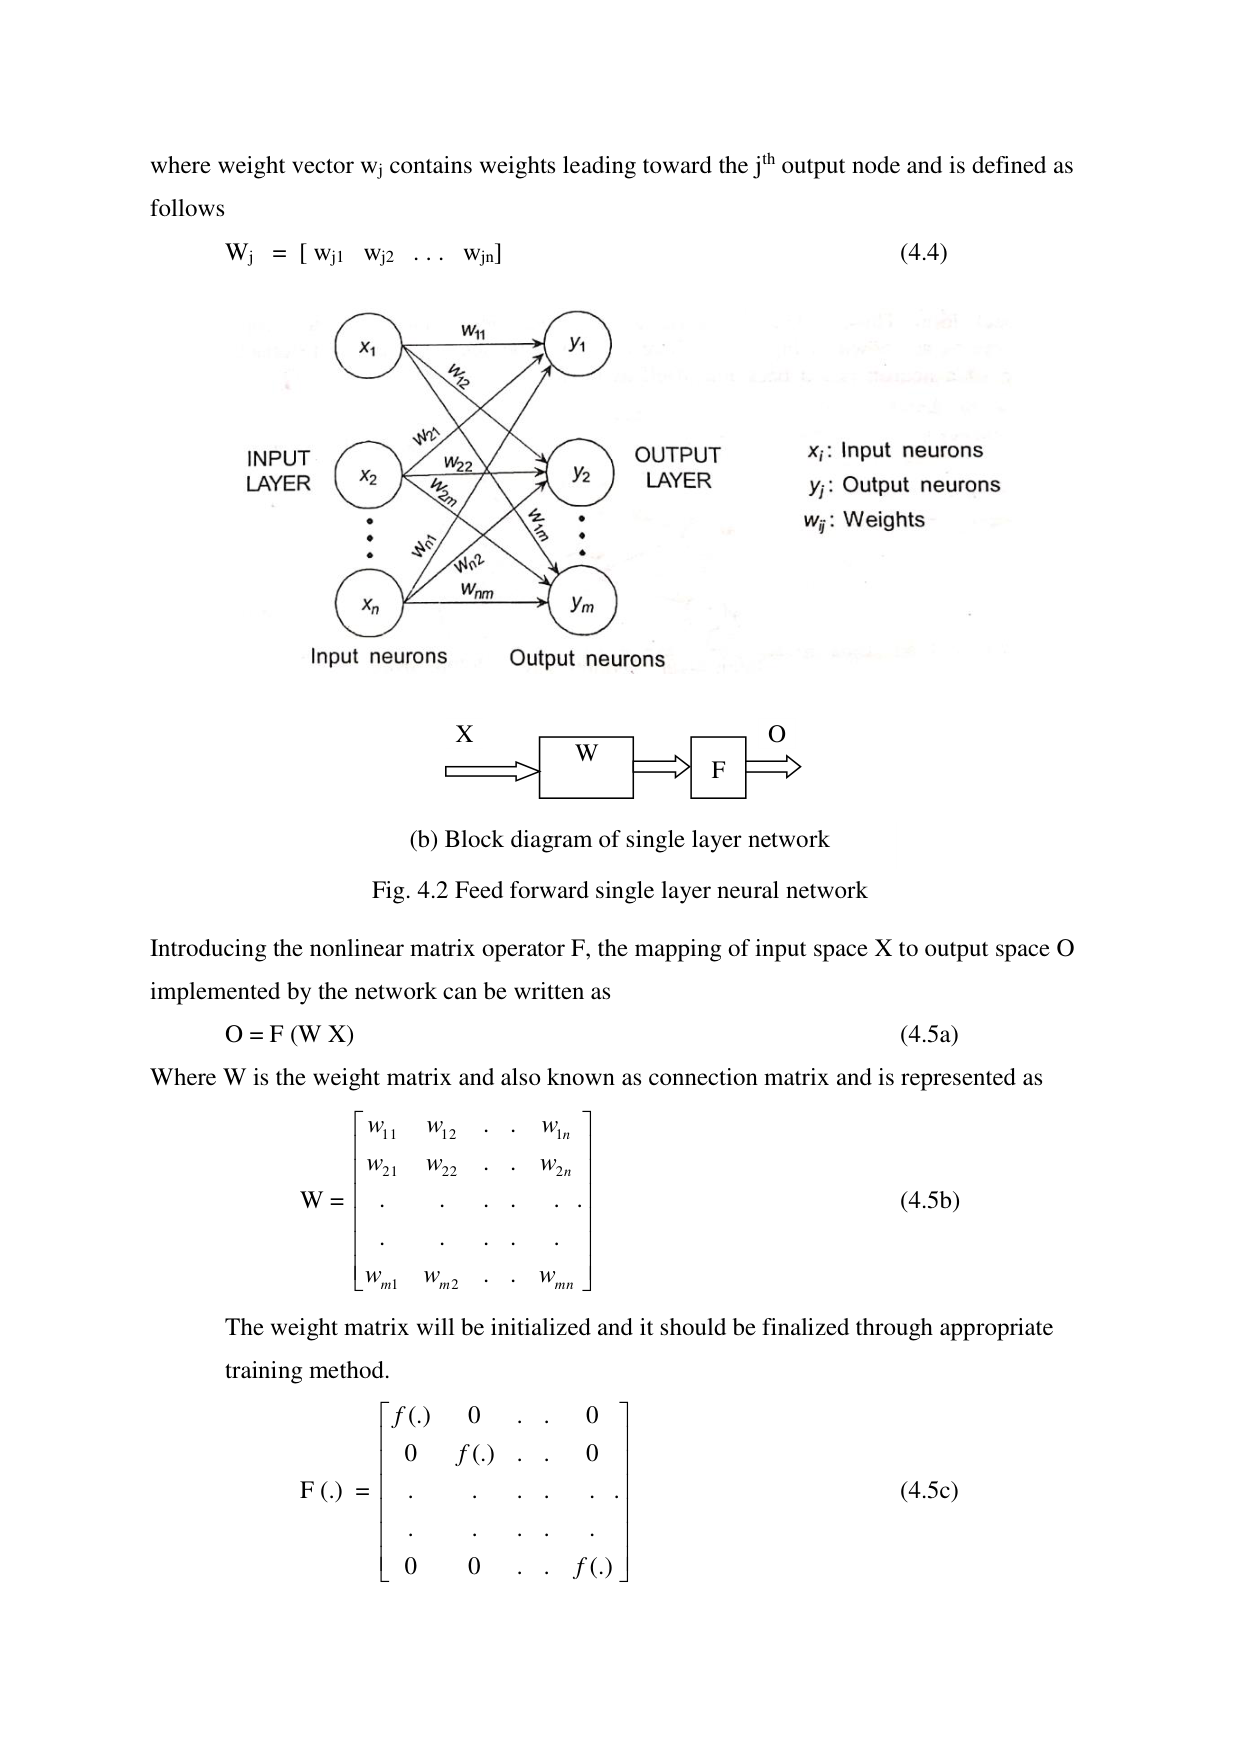 where weight vector wj contains weights leading toward the jth output node and is defined as
follows
Wj = [ wj1 wj2 . . . wjn] (4.4)
x1 w11 y1
w12
w21
INPUT
LAYER
x2 w22 y2
OUTPUT
LAYER
w2m
w1m
wn1
wn2
xn wnm ym
Input neurons Output neurons
xi: Input neurons
yj: Output neurons
wij: Weights
X W F O
(b) Block diagram of single layer network
Fig. 4.2 Feed forward single layer neural network
Introducing the nonlinear matrix operator F, the mapping of input space X to output space O
implemented by the network can be written as
O = F (W X) (4.5a)
Where W is the weight matrix and also known as connection matrix and is represented as
w11 w12 . . w1n
w21 w22 . . w2n
W = . . . . . . (4.5b)
. . . . .
wm1 wm2 . . wmn
The weight matrix will be initialized and it should be finalized through appropriate
training method.
f(.) 0 . . 0
0 f(.) . . 0
F (.) = . . . . . . (4.5c)
. . . . .
0 0 . . f(.)